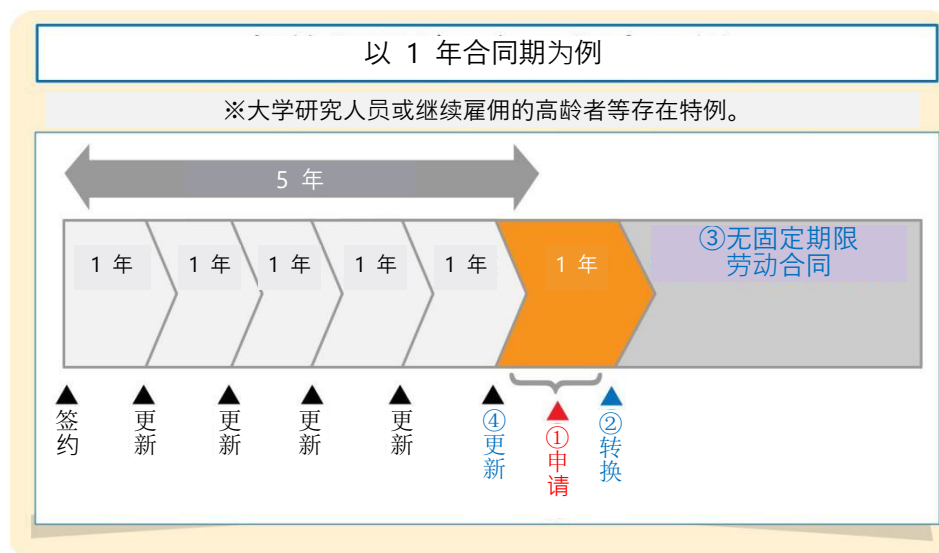 以 1 年合同期为例
※大学研究人员或继续雇佣的高龄者等存在特例。
5 年
1 年
1 年
1 年
1 年
1 年
1 年
③无固定期限
劳动合同
签约
更新
更新
更新
更新
④更新
①申请
②转换